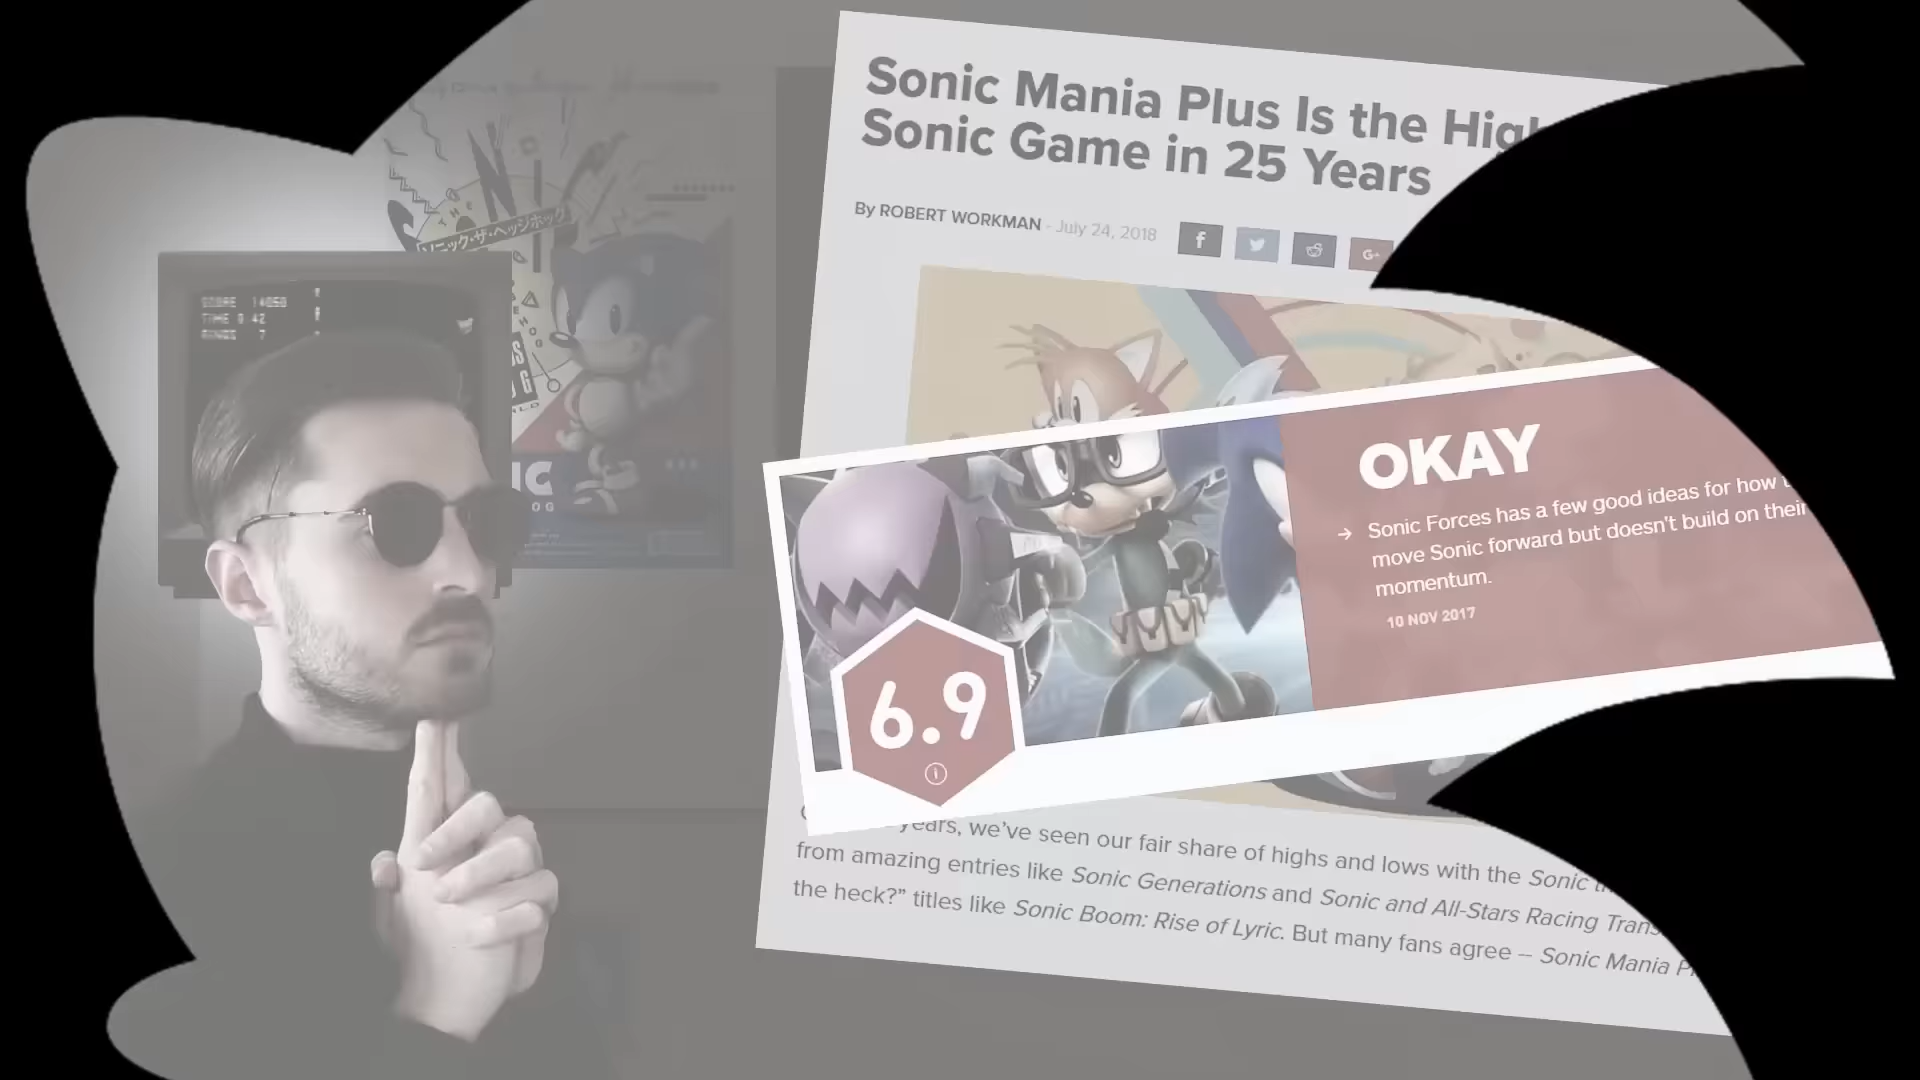 Sonic Mania Plus Is the
Sonic Game in 25 Years
By ROBERT WORKMAN - July 24, 2018
f
G+
SCORE 14050
TIME 0:42
RINGS 7
THE
ソニック・ザ・ヘッジホッグ
OKAY
→ Sonic Forces has a few good ideas for how
move Sonic forward but doesn't build on their
momentum.
10 NOV 2017
6.9
i
years, we've seen our fair share of highs and lows with the Sonic
from amazing entries like Sonic Generations and Sonic and All-Stars Racing
the heck?" titles like Sonic Boom: Rise of Lyric. But many fans agree – Sonic Mania